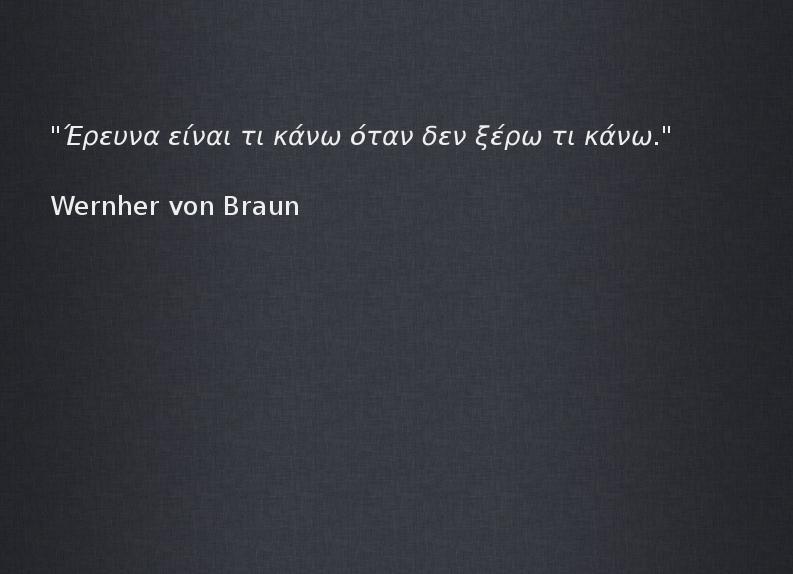 "Έρευνα είναι τι κάνω όταν δεν ξέρω τι κάνω."
Wernher von Braun